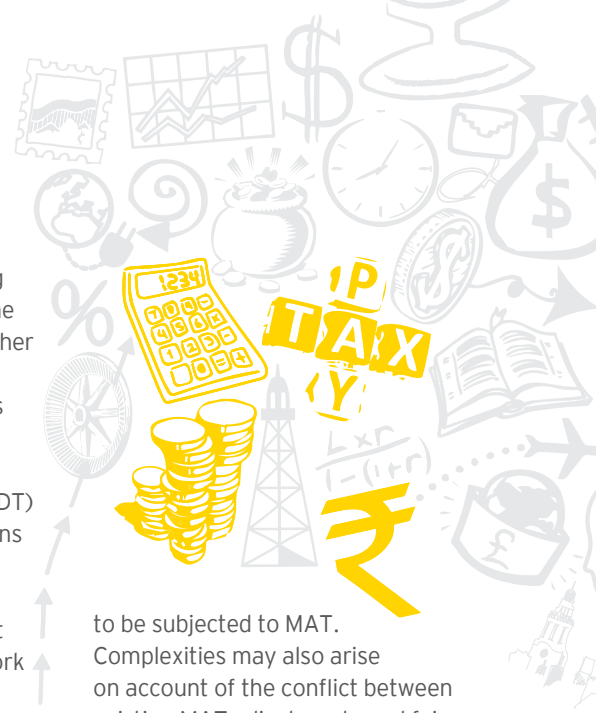 g
e
her
s
DT)
ns
t
ork
1234
P
TAX
Y
to be subjected to MAT.
Complexities may also arise
on account of the conflict between